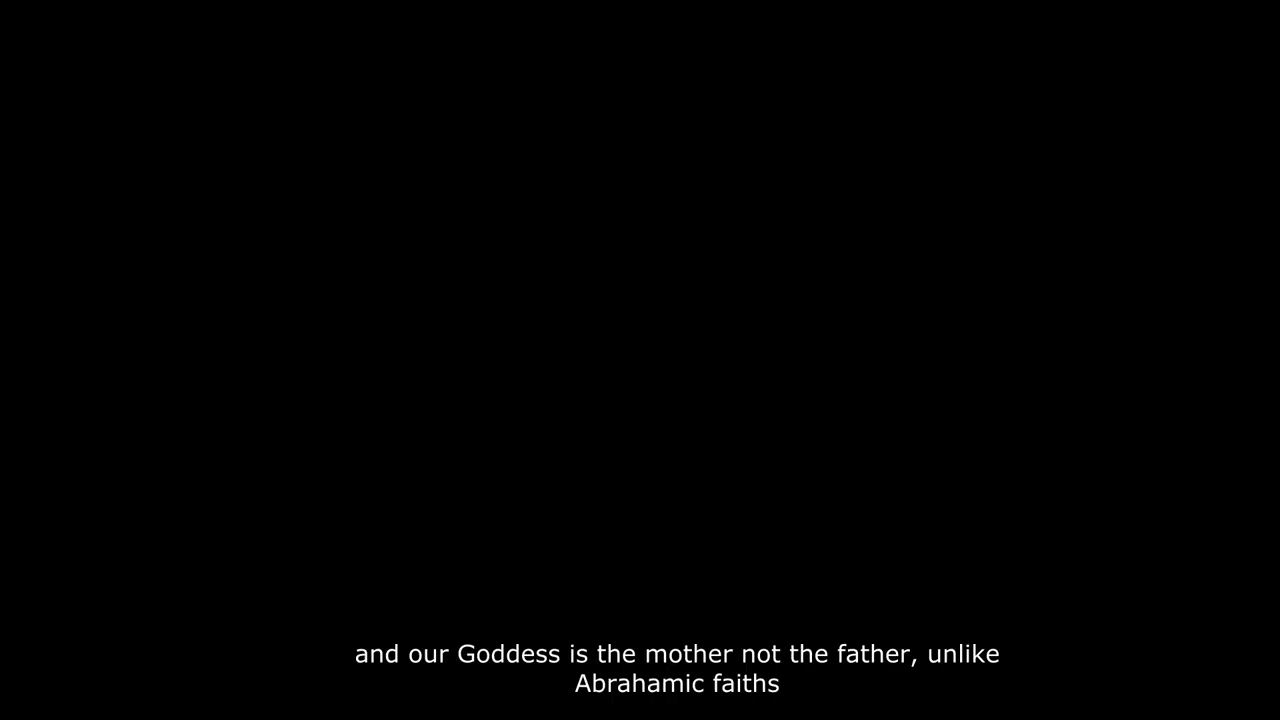 and our Goddess is the mother not the father, unlike
Abrahamic faiths